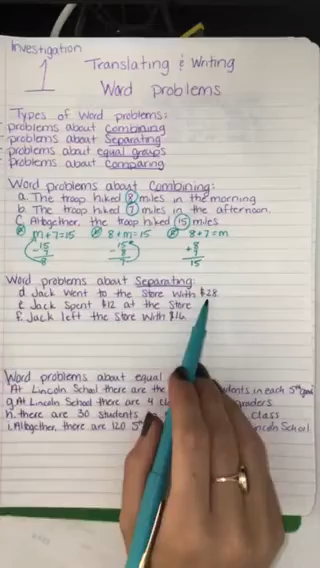 Investigation
1 Translating & Writing
Word problems
Types of Word problems:
problems about combining
problems about separating
problems about equal groups
problems about comparing
Word problems about Combining:
a. The troop hiked 8 miles in the morning
b. The troop hiked 7 miles in the afternoon.
c. Altogether, the troop hiked 15 miles
m+7=15 8+m=15 8+7=m
-15 -15 +8
8 7 15
Word problems about Separating:
d Jack went to the Store with $28
e Jack Spent $12 at the Store
f. Jack left the Store with $16
Word problems about equal
At Lincoln School there are the students in each 5th
g. At Lincoln School there are 4
h. there are 30 students class
i. Altogether, there are 120 5th Lincoln School